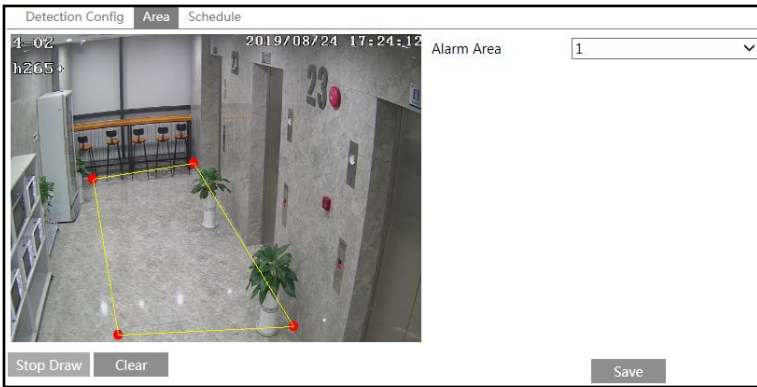 Detection Config Area Schedule
4-02 2019/08/24 17:24:12
h265+
23
Alarm Area 1
Stop Draw Clear
Save